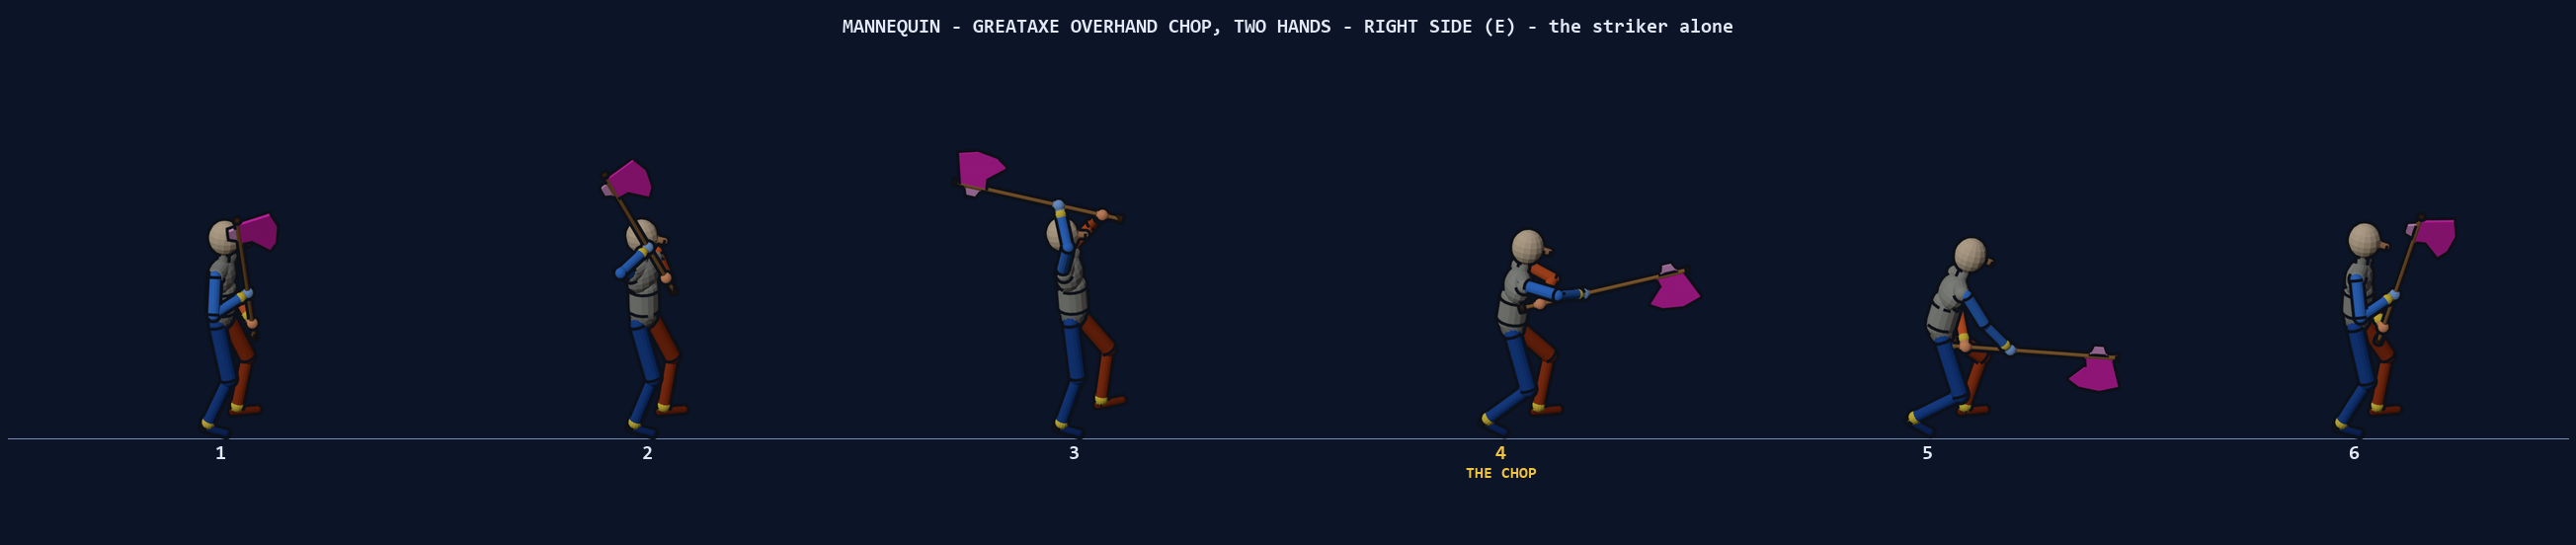 MANNEQUIN - GREATAXE OVERHAND CHOP, TWO HANDS - RIGHT SIDE (E) - the striker alone
1 2 3 4 5 6
THE CHOP